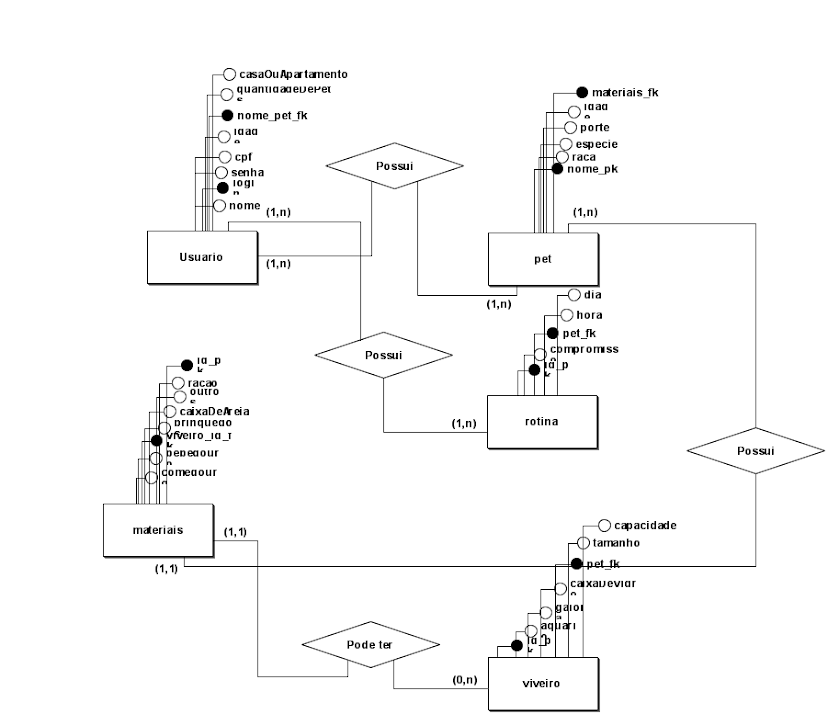 casaOuApartamento
quantidadeDePet
s
nome_pet_fk
idad
e
cpf
senha
logi
n
nome
(1,n)
Usuario
(1,n)
Possui
materiais_fk
idad
e
porte
especie
raca
nome_pk
(1,n)
pet
(1,n)
dia
hora
pet_fk
compromiss
o
id_p
k
Possui
(1,n)
rotina
id_p
k
racao
outro
s
caixaDeAreia
brinquedo
viveiro_id_f
k
bebedour
o
comedour
o
materiais
(1,1)
(1,1)
Possui
capacidade
tamanho
pet_fk
caixaDeVidr
o
gaiol
a
aquari
o
id_p
k
Pode ter
(0,n)
viveiro